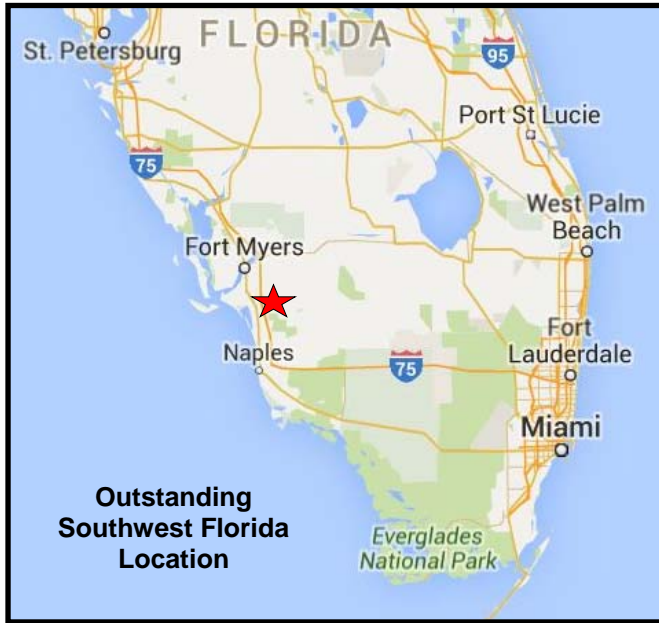 FLORIDA
St. Petersburg
95
Port St Lucie
75
West Palm
Beach
Fort Myers
Fort
Lauderdale
Naples
75
Miami
Outstanding
Southwest Florida
Location
Everglades
National Park